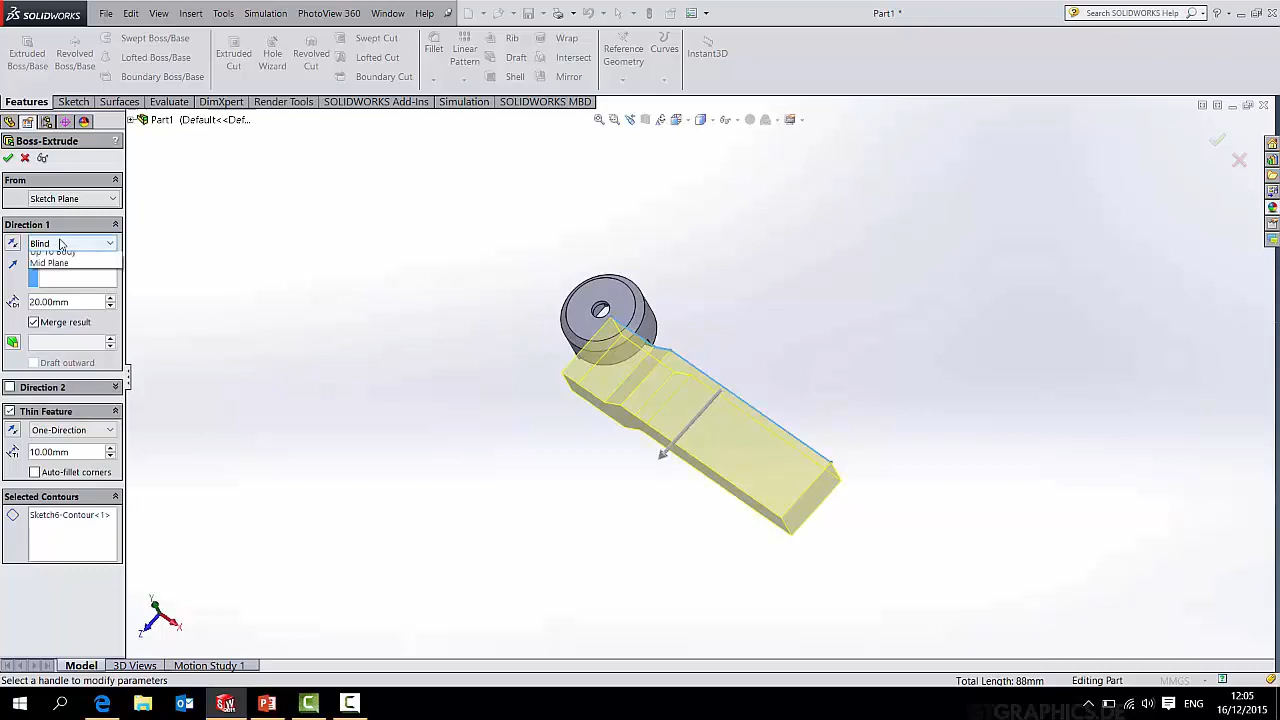 SOLIDWORKS File Edit View Insert Tools Simulation PhotoView 360 Window Help Part1 * Search SOLIDWORKS Help
Extruded Boss/Base Revolved Boss/Base Swept Boss/Base Lofted Boss/Base Boundary Boss/Base Extruded Cut Hole Wizard Revolved Cut Swept Cut Lofted Cut Boundary Cut Fillet Linear Pattern Rib Draft Shell Wrap Intersect Mirror Reference Geometry Curves Instant3D
Features Sketch Surfaces Evaluate DimXpert Render Tools SOLIDWORKS Add-Ins Simulation SOLIDWORKS MBD
Part1 (Default<<Def...
Boss-Extrude ?
From
Sketch Plane
Direction 1
Blind
Up To Body
Mid Plane
20.00mm
Merge result
Draft outward
Direction 2
Thin Feature
One-Direction
10.00mm
Auto-fillet corners
Selected Contours
Sketch6-Contour<1>
Y
X
Z
Model 3D Views Motion Study 1
Select a handle to modify parameters Total Length: 88mm Editing Part MMGS
ENG
12:05
16/12/2015